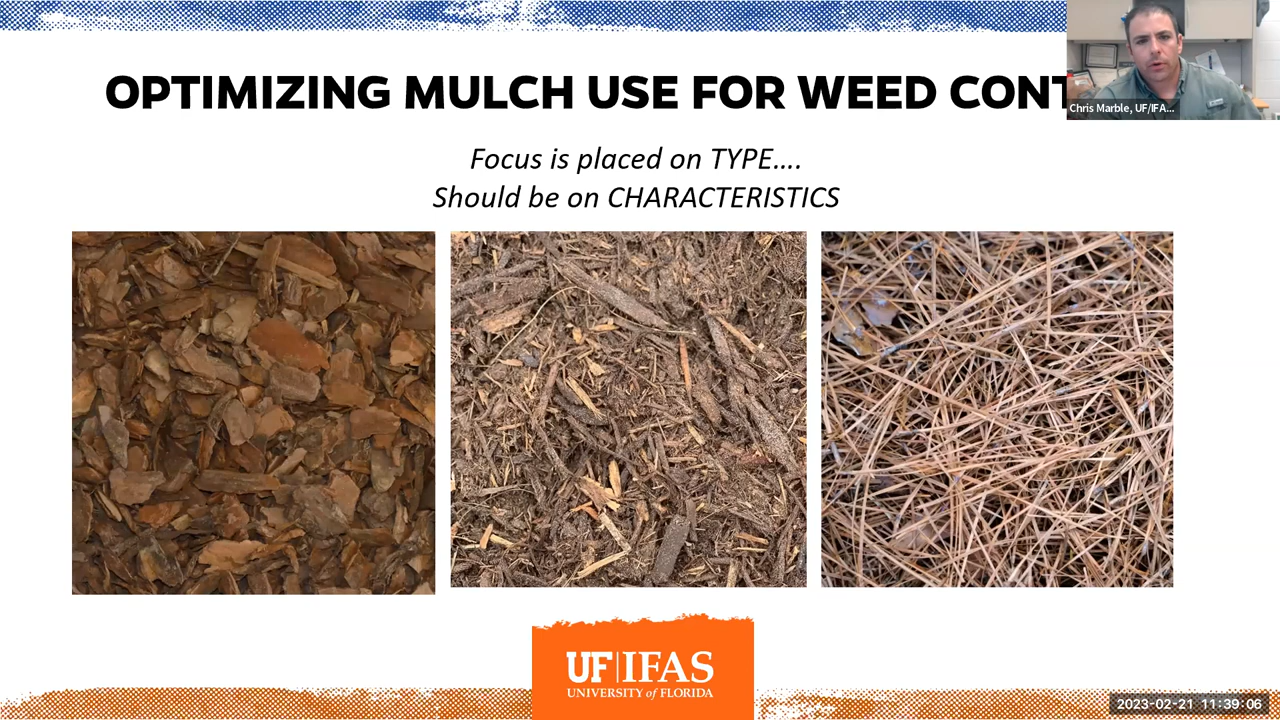 OPTIMIZING MULCH USE FOR WEED CONT
Chris Marble, UF/IFA...
Focus is placed on TYPE....
Should be on CHARACTERISTICS
UF|IFAS
UNIVERSITY of FLORIDA
2023-02-21 11:39:06